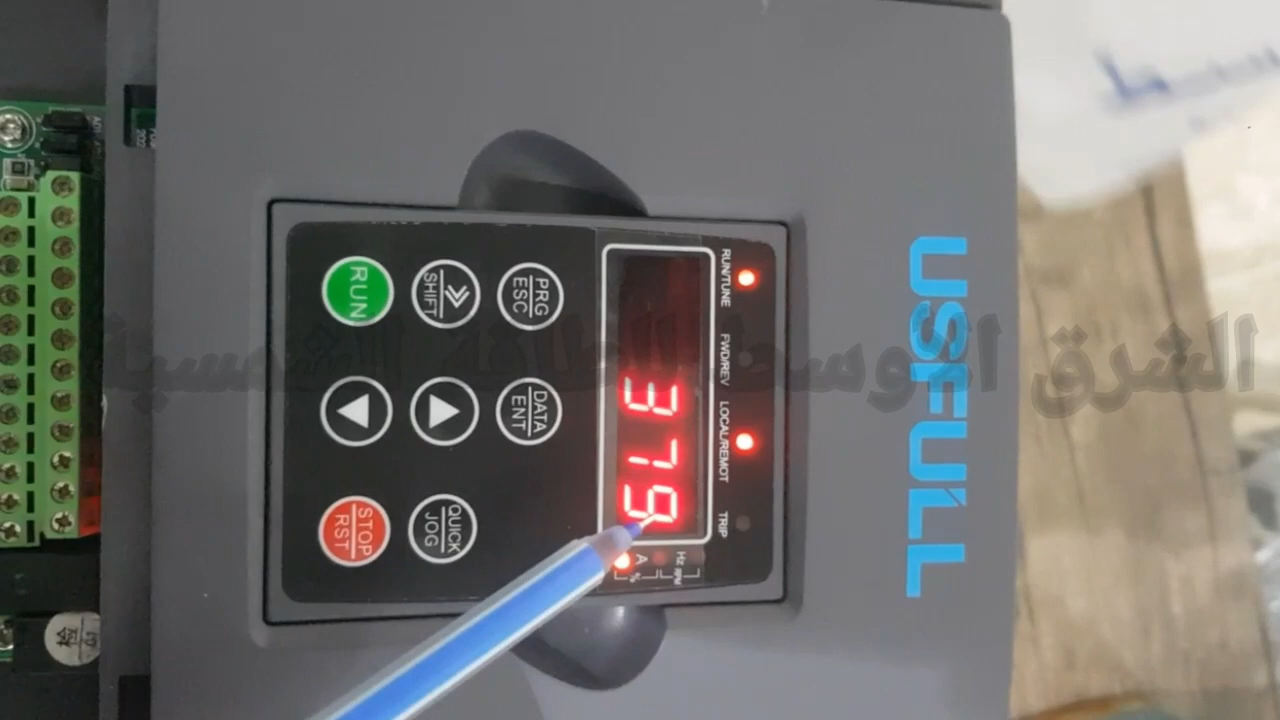 USFULL
RUN/TUNE FWD/REV LOCAL/REMOT TRIP
379
Hz RPM A %
PRG
ESC
DATA
ENT
SHIFT
QUICK
JOG
RUN
STOP
RST
الشرق الاوسط للطاقة الشمسية